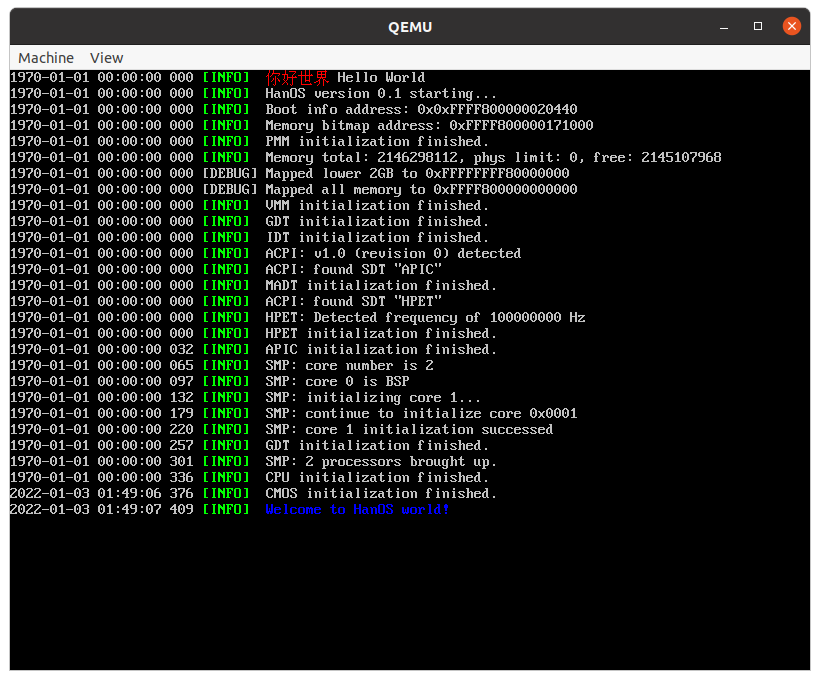 QEMU
Machine View
1970-01-01 00:00:00 000 [INFO] 你好世界 Hello World
1970-01-01 00:00:00 000 [INFO] HanOS version 0.1 starting...
1970-01-01 00:00:00 000 [INFO] Boot info address: 0x0xFFFF800000020440
1970-01-01 00:00:00 000 [INFO] Memory bitmap address: 0xFFFF800000171000
1970-01-01 00:00:00 000 [INFO] PMM initialization finished.
1970-01-01 00:00:00 000 [INFO] Memory total: 2146298112, phys limit: 0, free: 2145107968
1970-01-01 00:00:00 000 [DEBUG] Mapped lower 2GB to 0xFFFFFFFF80000000
1970-01-01 00:00:00 000 [DEBUG] Mapped all memory to 0xFFFF800000000000
1970-01-01 00:00:00 000 [INFO] VMM initialization finished.
1970-01-01 00:00:00 000 [INFO] GDT initialization finished.
1970-01-01 00:00:00 000 [INFO] IDT initialization finished.
1970-01-01 00:00:00 000 [INFO] ACPI: v1.0 (revision 0) detected
1970-01-01 00:00:00 000 [INFO] ACPI: found SDT "APIC"
1970-01-01 00:00:00 000 [INFO] MADT initialization finished.
1970-01-01 00:00:00 000 [INFO] ACPI: found SDT "HPET"
1970-01-01 00:00:00 000 [INFO] HPET: Detected frequency of 100000000 Hz
1970-01-01 00:00:00 000 [INFO] HPET initialization finished.
1970-01-01 00:00:00 032 [INFO] APIC initialization finished.
1970-01-01 00:00:00 065 [INFO] SMP: core number is 2
1970-01-01 00:00:00 097 [INFO] SMP: core 0 is BSP
1970-01-01 00:00:00 132 [INFO] SMP: initializing core 1...
1970-01-01 00:00:00 179 [INFO] SMP: continue to initialize core 0x0001
1970-01-01 00:00:00 220 [INFO] SMP: core 1 initialization successed
1970-01-01 00:00:00 257 [INFO] GDT initialization finished.
1970-01-01 00:00:00 301 [INFO] SMP: 2 processors brought up.
1970-01-01 00:00:00 336 [INFO] CPU initialization finished.
2022-01-03 01:49:06 376 [INFO] CMOS initialization finished.
2022-01-03 01:49:07 409 [INFO] Welcome to HanOS world!